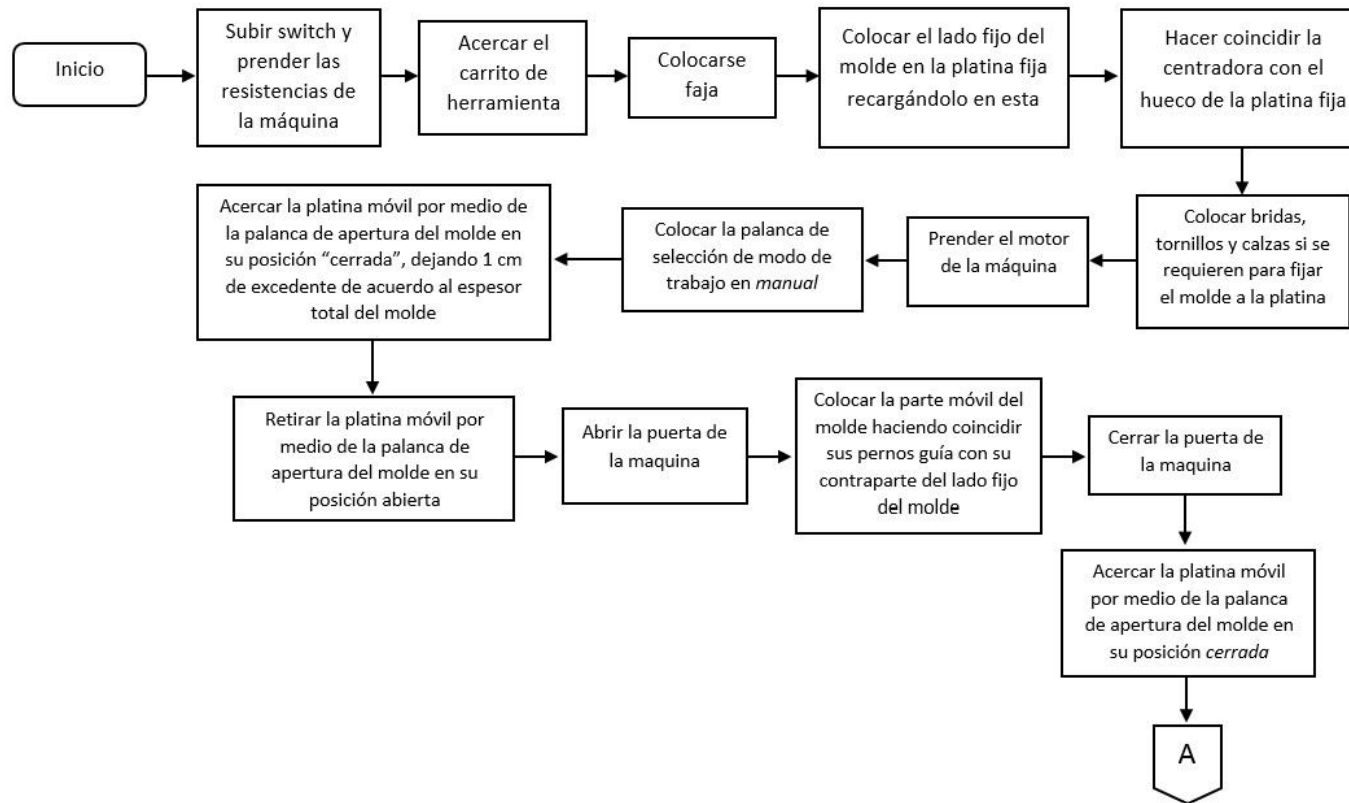 Inicio
Subir switch y
prender las
resistencias de
la máquina
Acercar el
carrito de
herramienta
Colocarse
faja
Colocar el lado fijo del
molde en la platina fija
recargándolo en esta
Hacer coincidir la
centradora con el
hueco de la platina fija
Colocar bridas,
tornillos y calzas si se
requieren para fijar
el molde a la platina
Prender el motor
de la máquina
Colocar la palanca de
selección de modo de
trabajo en manual
Acercar la platina móvil por medio de
la palanca de apertura del molde en
su posición “cerrada”, dejando 1 cm
de excedente de acuerdo al espesor
total del molde
Retirar la platina móvil por
medio de la palanca de
apertura del molde en su
posición abierta
Abrir la puerta de
la maquina
Colocar la parte móvil del
molde haciendo coincidir
sus pernos guía con su
contraparte del lado fijo
del molde
Cerrar la puerta de
la maquina
Acercar la platina móvil
por medio de la palanca
de apertura del molde en
su posición cerrada
A